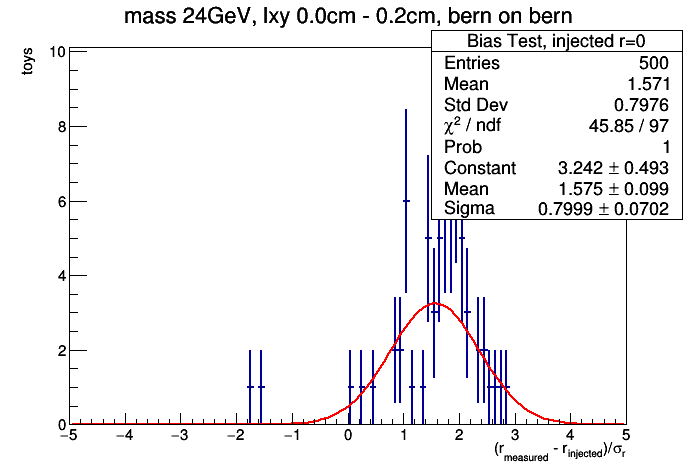 mass 24GeV, lxy 0.0cm - 0.2cm, bern on bern
Bias Test, injected r=0
Entries 500
Mean 1.571
Std Dev 0.7976
χ² / ndf 45.85 / 97
Prob 1
Constant 3.242 ± 0.493
Mean 1.575 ± 0.099
Sigma 0.7999 ± 0.0702
toys
10
8
6
4
2
0
−5 −4 −3 −2 −1 0 1 2 3 4 5
(r_measured - r_injected)/σ_r